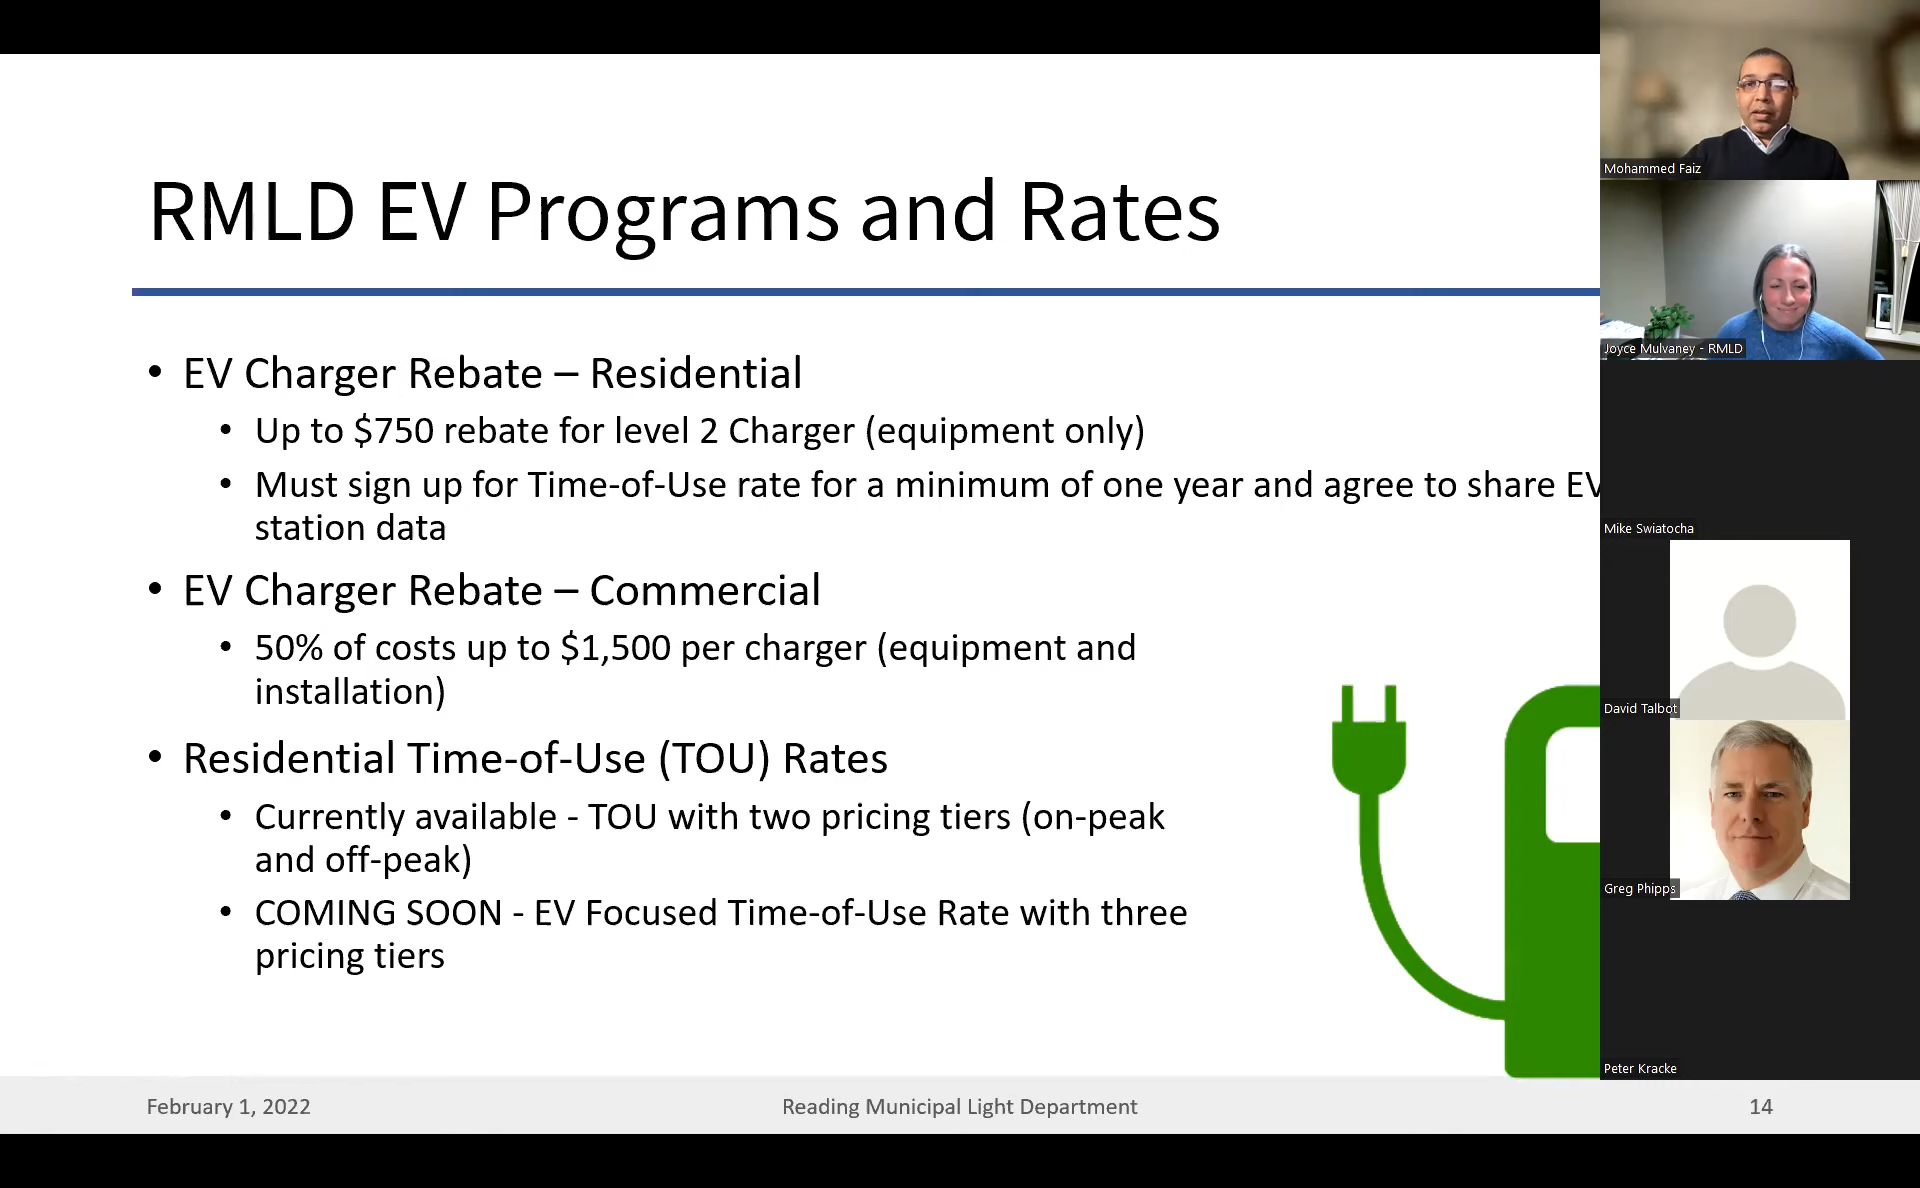 RMLD EV Programs and Rates
• EV Charger Rebate – Residential
• Up to $750 rebate for level 2 Charger (equipment only)
• Must sign up for Time-of-Use rate for a minimum of one year and agree to share EV
station data
• EV Charger Rebate – Commercial
• 50% of costs up to $1,500 per charger (equipment and
installation)
• Residential Time-of-Use (TOU) Rates
• Currently available - TOU with two pricing tiers (on-peak
and off-peak)
• COMING SOON - EV Focused Time-of-Use Rate with three
pricing tiers
February 1, 2022
Reading Municipal Light Department
14
Mohammed Faiz
Joyce Mulvaney - RMLD
Mike Swiatocha
David Talbot
Greg Phipps
Peter Kracke